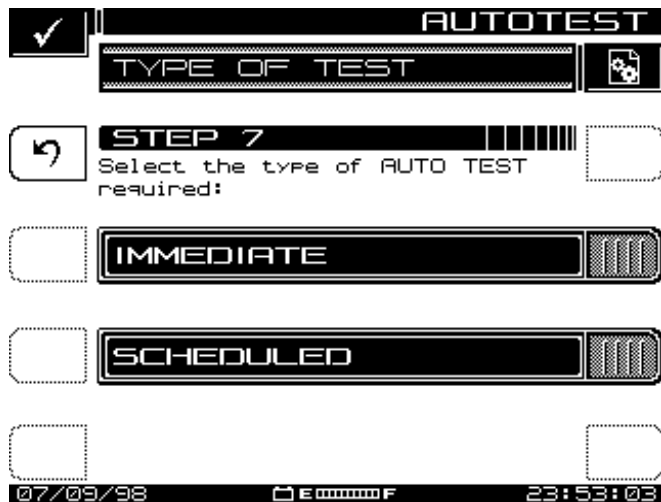 AUTOTEST
TYPE OF TEST
STEP 7
Select the type of AUTO TEST
required:
IMMEDIATE
SCHEDULED
07/09/98 E F 23:53:03